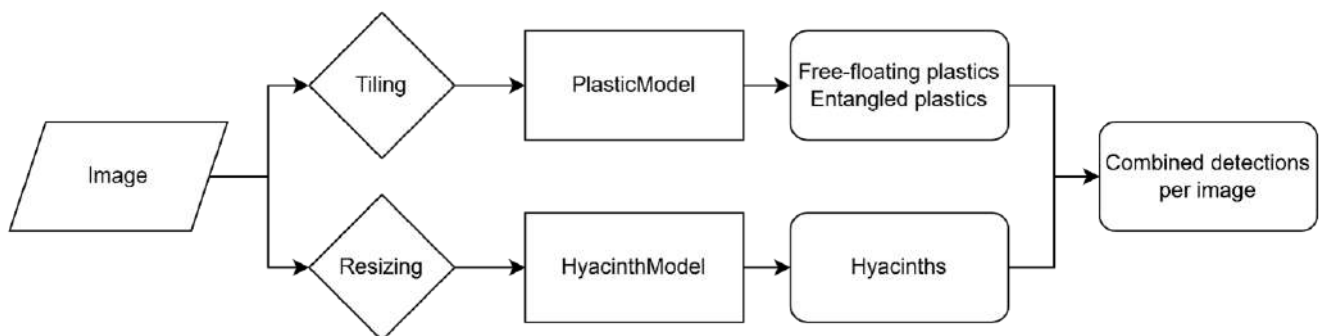 Image
Tiling
PlasticModel
Free-floating plastics
Entangled plastics
Resizing
HyacinthModel
Hyacinths
Combined detections
per image